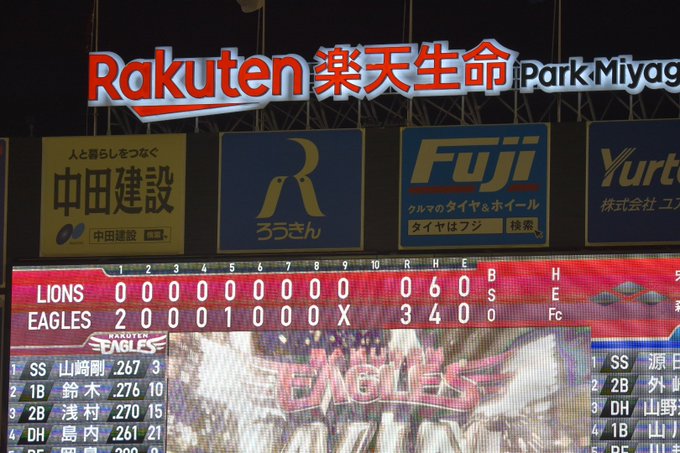 Rakuten 楽天生命 Park Miyag
人と暮らしをつなぐ
中田建設
中田建設
ろうきん
Fuji
クルマのタイヤ&ホイール
タイヤはフジ 検索
Yurte
株式会社 ユ
1 2 3 4 5 6 7 8 9 10 R H E
LIONS 0 0 0 0 0 0 0 0 0 0 6 0
EAGLES 2 0 0 0 1 0 0 0 X 3 4 0
B H
S E
O Fc
RAKUTEN
EAGLES
1 SS 山﨑剛 .267 3
2 1B 鈴木 .276 10
3 2B 浅村 .270 15
4 DH 島内 .261 21
EAGLES
1 SS 源田
2 2B 外崎
3 DH 山野
4 1B 山川